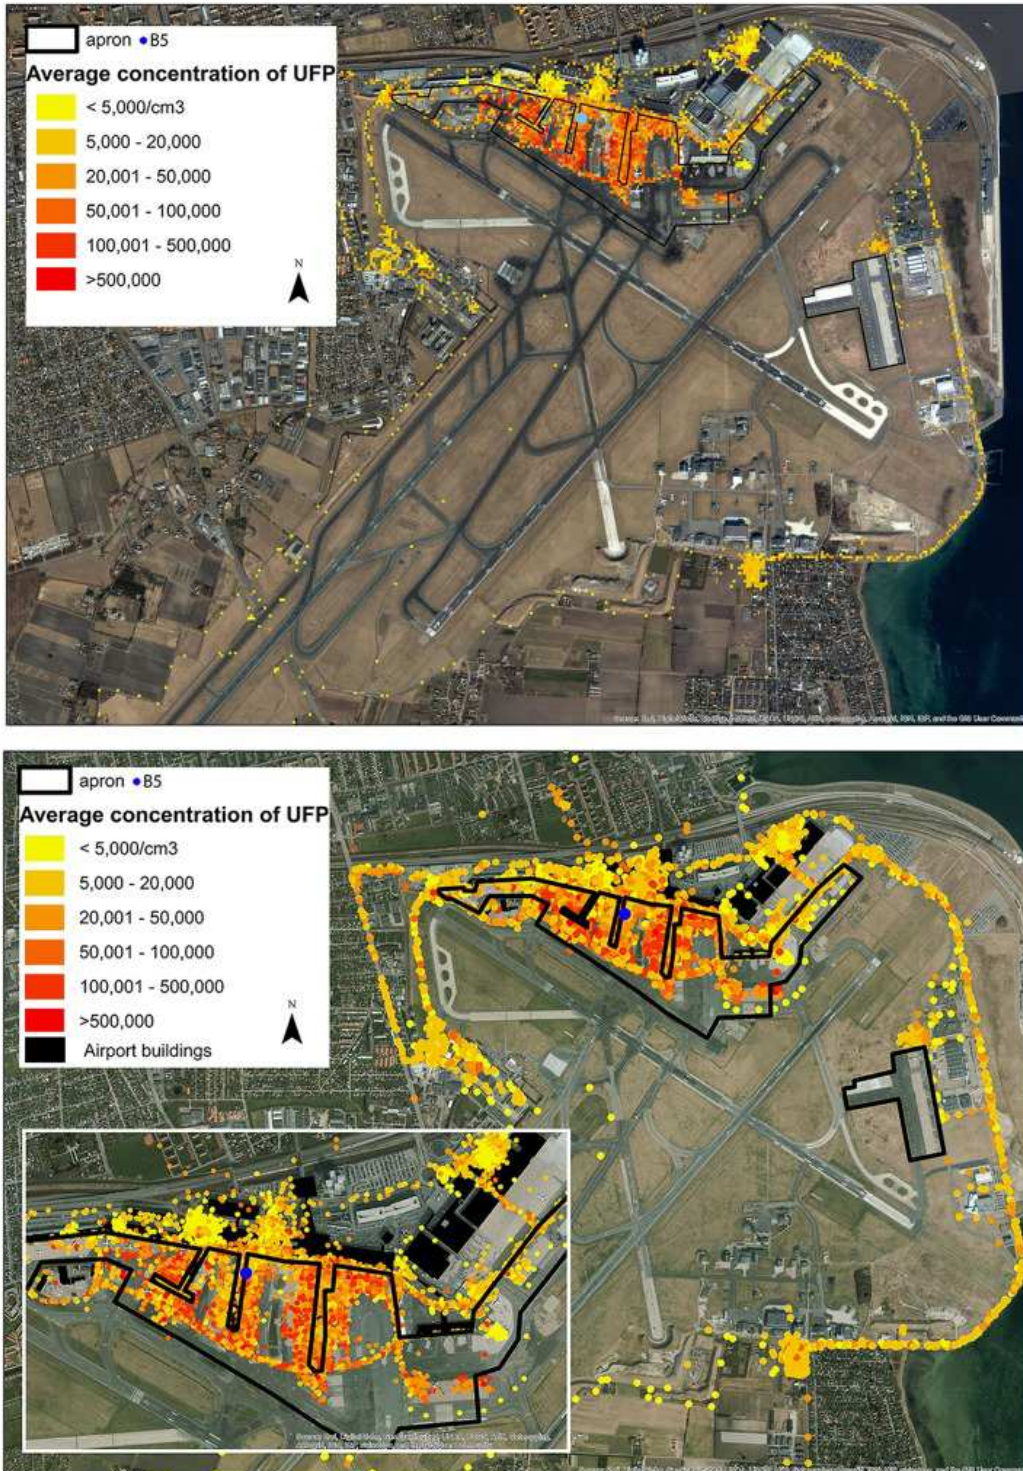 apron B5
Average concentration of UFP
< 5,000/cm3
5,000 - 20,000
20,001 - 50,000
50,001 - 100,000
100,001 - 500,000
>500,000
N
apron B5
Average concentration of UFP
< 5,000/cm3
5,000 - 20,000
20,001 - 50,000
50,001 - 100,000
100,001 - 500,000
>500,000
Airport buildings
N